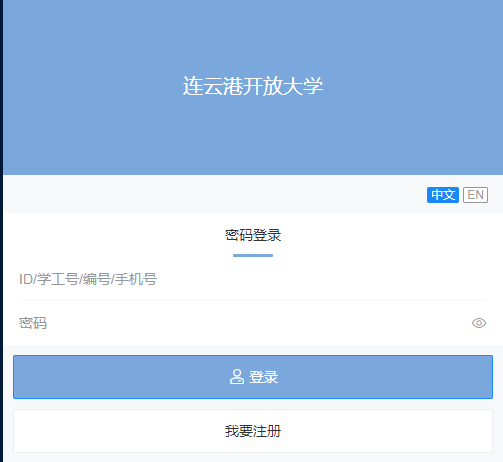 连云港开放大学
中文 EN
密码登录
ID/学工号/编号/手机号
密码
登录
我要注册